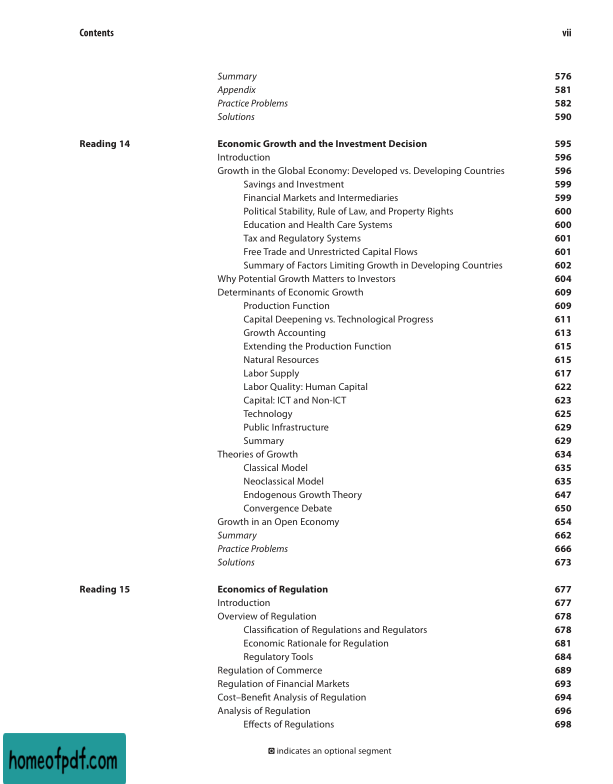 Contents vii
Summary 576
Appendix 581
Practice Problems 582
Solutions 590
Reading 14 Economic Growth and the Investment Decision 595
Introduction 596
Growth in the Global Economy: Developed vs. Developing Countries 596
Savings and Investment 599
Financial Markets and Intermediaries 599
Political Stability, Rule of Law, and Property Rights 600
Education and Health Care Systems 600
Tax and Regulatory Systems 601
Free Trade and Unrestricted Capital Flows 601
Summary of Factors Limiting Growth in Developing Countries 602
Why Potential Growth Matters to Investors 604
Determinants of Economic Growth 609
Production Function 609
Capital Deepening vs. Technological Progress 611
Growth Accounting 613
Extending the Production Function 615
Natural Resources 615
Labor Supply 617
Labor Quality: Human Capital 622
Capital: ICT and Non-ICT 623
Technology 625
Public Infrastructure 629
Summary 629
Theories of Growth 634
Classical Model 635
Neoclassical Model 635
Endogenous Growth Theory 647
Convergence Debate 650
Growth in an Open Economy 654
Summary 662
Practice Problems 666
Solutions 673
Reading 15 Economics of Regulation 677
Introduction 677
Overview of Regulation 678
Classification of Regulations and Regulators 678
Economic Rationale for Regulation 681
Regulatory Tools 684
Regulation of Commerce 689
Regulation of Financial Markets 693
Cost–Benefit Analysis of Regulation 694
Analysis of Regulation 696
Effects of Regulations 698
indicates an optional segment
homeofpdf.com